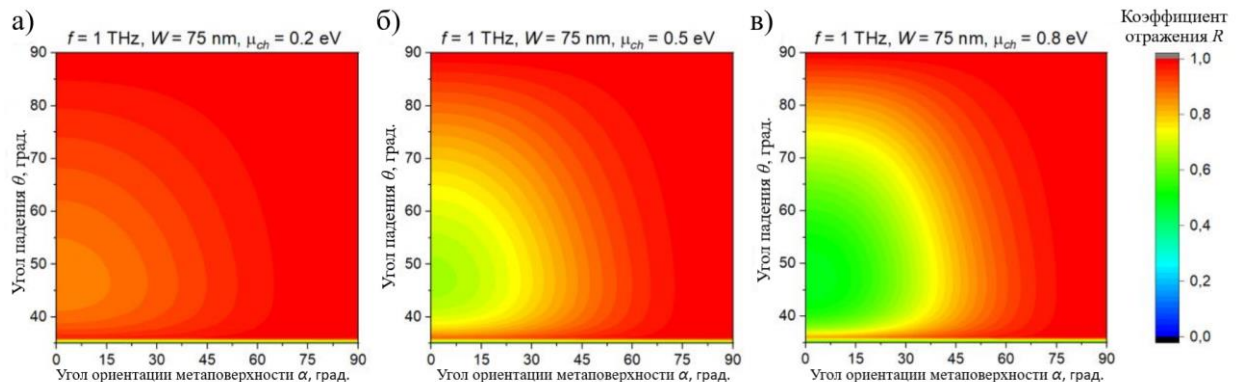 а)
f = 1 THz, W = 75 nm, μch = 0.2 eV
90
80
70
60
50
40
Угол падения θ, град.
0 15 30 45 60 75 90
Угол ориентации метаповерхности α, град.
б)
f = 1 THz, W = 75 nm, μch = 0.5 eV
90
80
70
60
50
40
Угол падения θ, град.
0 15 30 45 60 75 90
Угол ориентации метаповерхности α, град.
в)
f = 1 THz, W = 75 nm, μch = 0.8 eV
90
80
70
60
50
40
Угол падения θ, град.
0 15 30 45 60 75 90
Угол ориентации метаповерхности α, град.
Коэффициент
отражения R
1.0
0.8
0.6
0.4
0.2
0.0